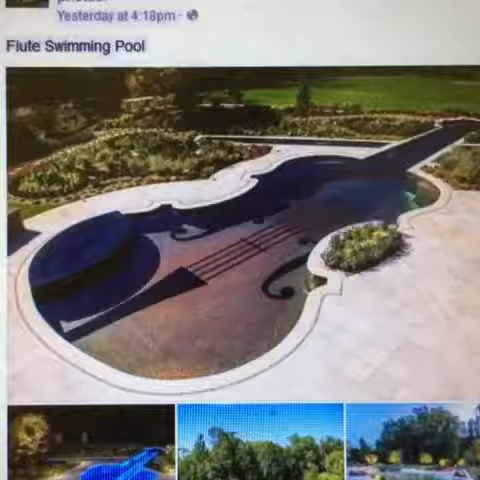 Yesterday at 4:18pm ·
Flute Swimming Pool